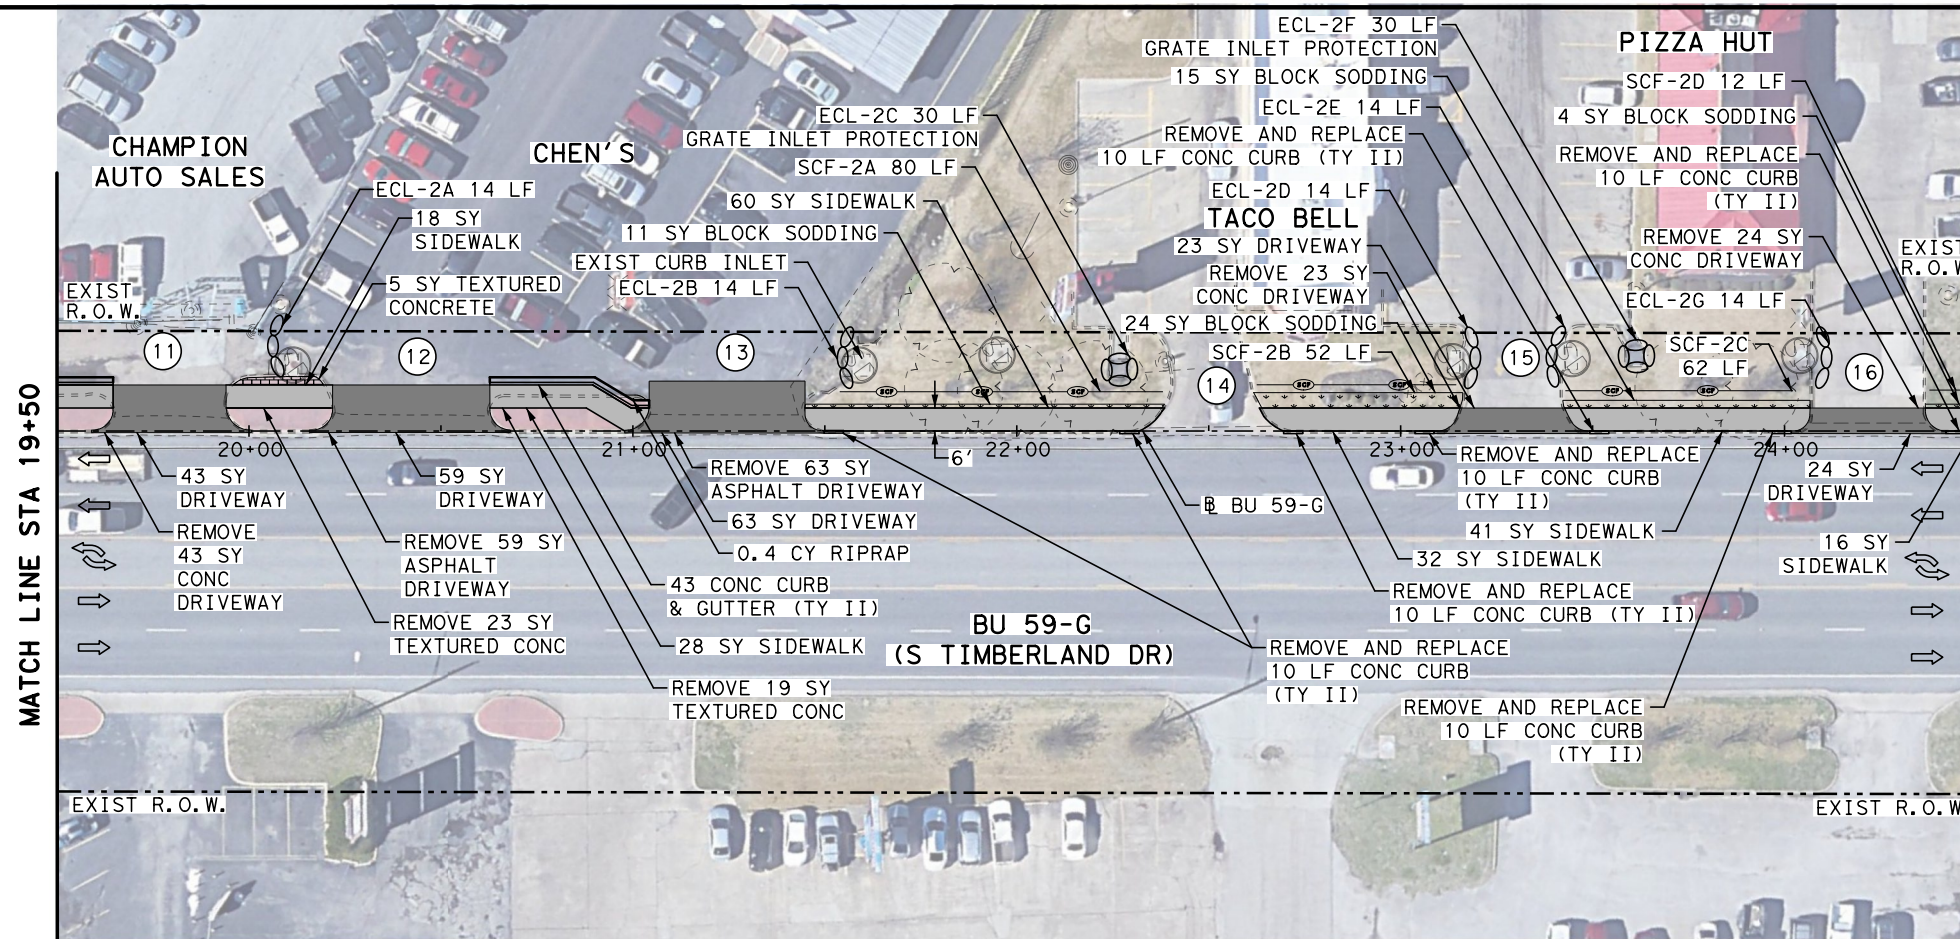 MATCH LINE STA 19+50
CHAMPION
AUTO SALES
CHEN'S
TACO BELL
PIZZA HUT
ECL-2A 14 LF
18 SY
SIDEWALK
5 SY TEXTURED
CONCRETE
EXIST
R.O.W.
ECL-2C 30 LF
GRATE INLET PROTECTION
SCF-2A 80 LF
60 SY SIDEWALK
11 SY BLOCK SODDING
EXIST CURB INLET
ECL-2B 14 LF
ECL-2F 30 LF
GRATE INLET PROTECTION
15 SY BLOCK SODDING
ECL-2E 14 LF
REMOVE AND REPLACE
10 LF CONC CURB (TY II)
ECL-2D 14 LF
23 SY DRIVEWAY
REMOVE 23 SY
CONC DRIVEWAY
24 SY BLOCK SODDING
SCF-2B 52 LF
SCF-2D 12 LF
4 SY BLOCK SODDING
REMOVE AND REPLACE
10 LF CONC CURB
(TY II)
REMOVE 24 SY
CONC DRIVEWAY
EXIST
R.O.W
ECL-2G 14 LF
SCF-2C
62 LF
11
12
13
14
15
16
SCF
SCF
SCF
SCF
SCF
SCF
SCF
20+00
21+00
22+00
23+00
24+00
6'
43 SY
DRIVEWAY
REMOVE
43 SY
CONC
DRIVEWAY
59 SY
DRIVEWAY
REMOVE 59 SY
ASPHALT
DRIVEWAY
REMOVE 23 SY
TEXTURED CONC
REMOVE 63 SY
ASPHALT DRIVEWAY
63 SY DRIVEWAY
0.4 CY RIPRAP
43 CONC CURB
& GUTTER (TY II)
28 SY SIDEWALK
REMOVE 19 SY
TEXTURED CONC
BL BU 59-G
BU 59-G
(S TIMBERLAND DR)
REMOVE AND REPLACE
10 LF CONC CURB
(TY II)
REMOVE AND REPLACE
10 LF CONC CURB
(TY II)
41 SY SIDEWALK
32 SY SIDEWALK
REMOVE AND REPLACE
10 LF CONC CURB (TY II)
REMOVE AND REPLACE
10 LF CONC CURB
(TY II)
24 SY
DRIVEWAY
16 SY
SIDEWALK
EXIST R.O.W.
EXIST R.O.W